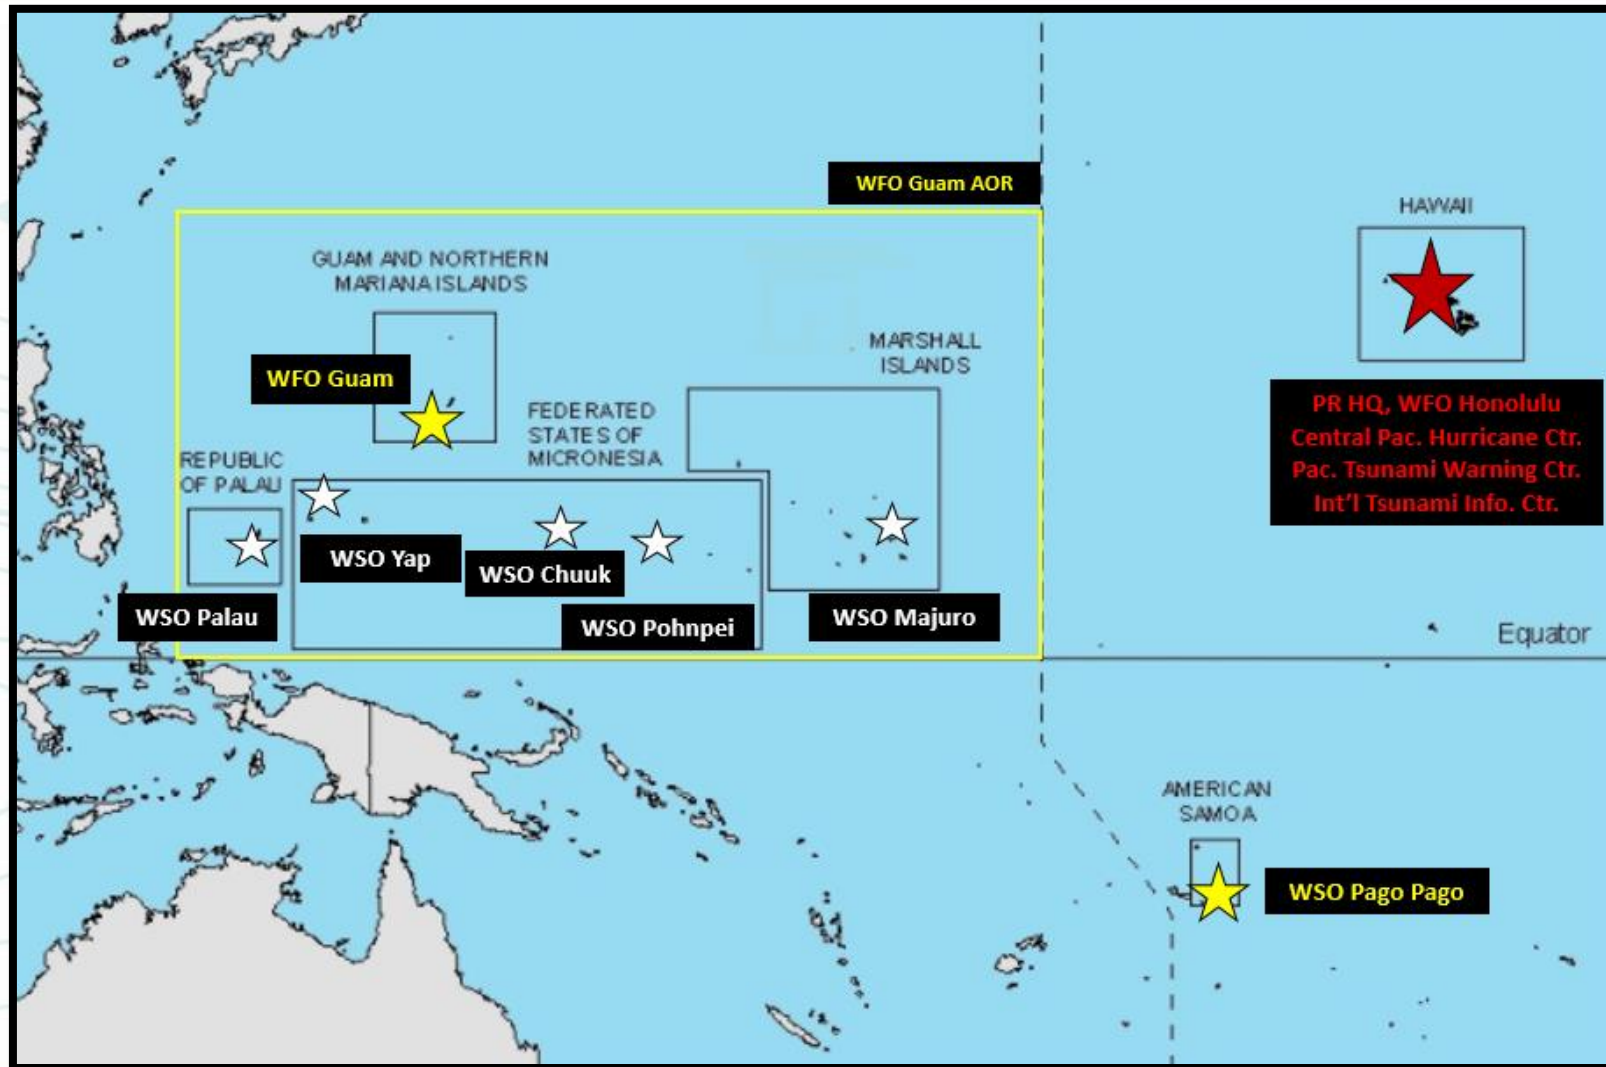 WFO Guam AOR
HAWAII
GUAM AND NORTHERN
MARIANA ISLANDS
MARSHALL
ISLANDS
WFO Guam
PR HQ, WFO Honolulu
Central Pac. Hurricane Ctr.
Pac. Tsunami Warning Ctr.
Int'l Tsunami Info. Ctr.
FEDERATED
STATES OF
MICRONESIA
REPUBLIC
OF PALAU
WSO Yap
WSO Chuuk
WSO Palau
WSO Pohnpei
WSO Majuro
Equator
AMERICAN
SAMOA
WSO Pago Pago